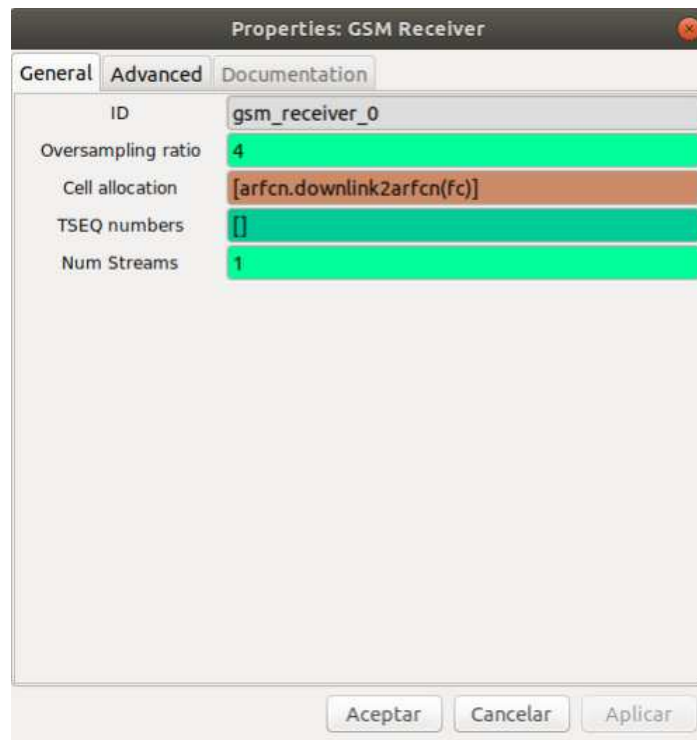 Properties: GSM Receiver
General Advanced Documentation
ID gsm_receiver_0
Oversampling ratio 4
Cell allocation [arfcn.downlink2arfcn(fc)]
TSEQ numbers []
Num Streams 1
Aceptar Cancelar Aplicar